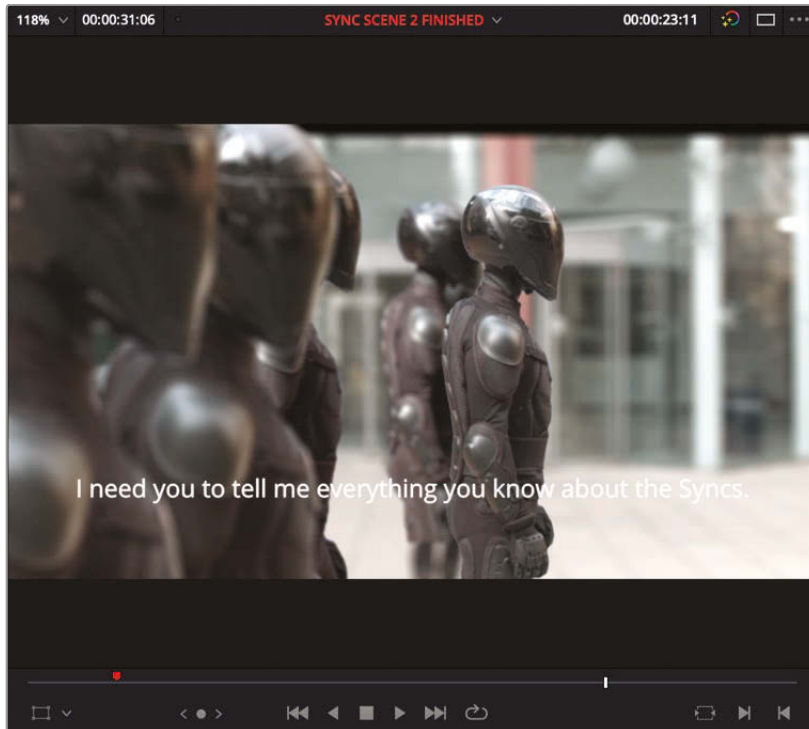 118% 00:00:31:06 SYNC SCENE 2 FINISHED 00:00:23:11
I need you to tell me everything you know about the Syncs.